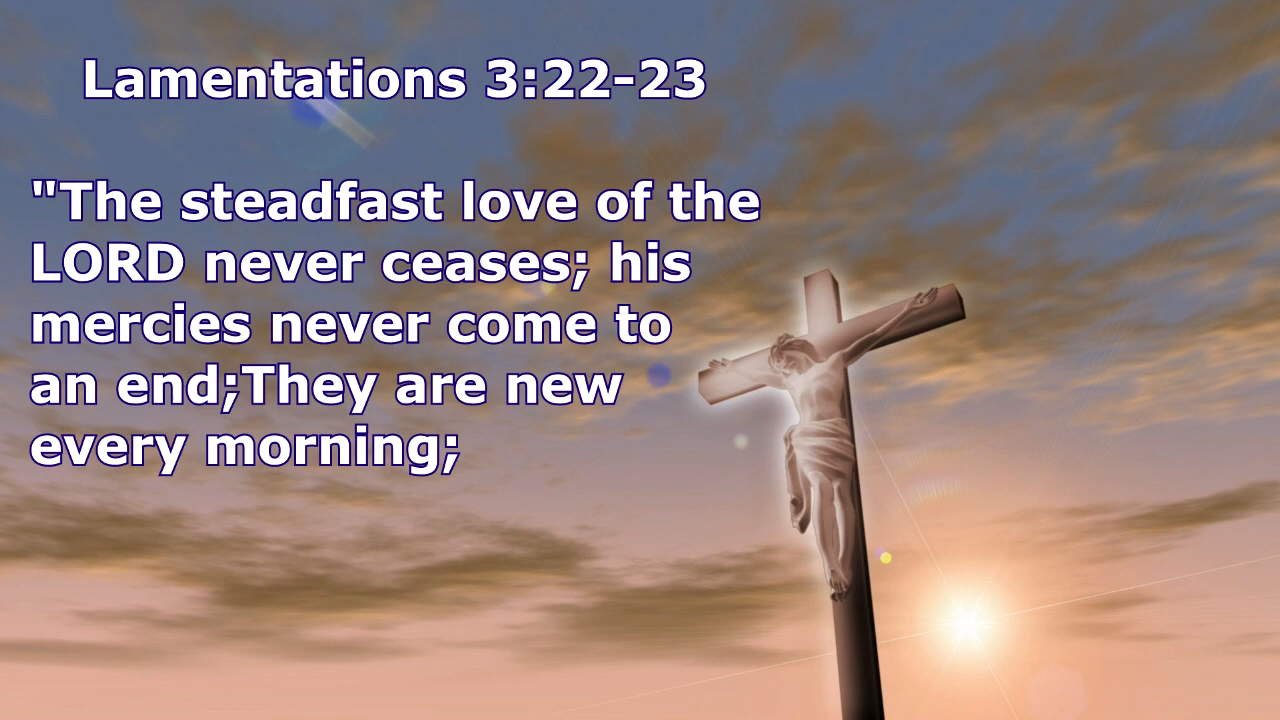 Lamentations 3:22-23
"The steadfast love of the
LORD never ceases; his
mercies never come to
an end;They are new
every morning;